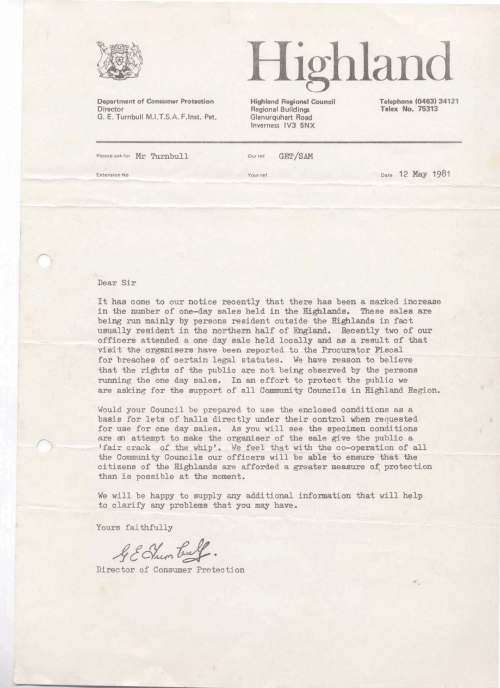 Highland
Department of Consumer Protection
Director
G. E. Turnbull M.I.T.S.A. F.Inst. Pet.
Highland Regional Council
Regional Buildings
Glenurquhart Road
Inverness IV3 5NX
Telephone (0463) 34121
Telex No. 75313
Please ask for Mr Turnbull
Our ref GET/SAM
Extension No
Your ref
Date 12 May 1981
Dear Sir
It has come to our notice recently that there has been a marked increase
in the number of one-day sales held in the Highlands. These sales are
being run mainly by persons resident outside the Highlands in fact
usually resident in the northern half of England. Recently two of our
officers attended a one day sale held locally and as a result of that
visit the organisers have been reported to the Procurator Fiscal
for breaches of certain legal statutes. We have reason to believe
that the rights of the public are not being observed by the persons
running the one day sales. In an effort to protect the public we
are asking for the support of all Community Councils in Highland Region.
Would your Council be prepared to use the enclosed conditions as a
basis for lets of halls directly under their control when requested
for use for one day sales. As you will see the specimen conditions
are an attempt to make the organiser of the sale give the public a
'fair crack of the whip'. We feel that with the co-operation of all
the Community Councils our officers will be able to ensure that the
citizens of the Highlands are afforded a greater measure of protection
than is possible at the moment.
We will be happy to supply any additional information that will help
to clarify any problems that you may have.
Yours faithfully
G E Turnbull
Director of Consumer Protection